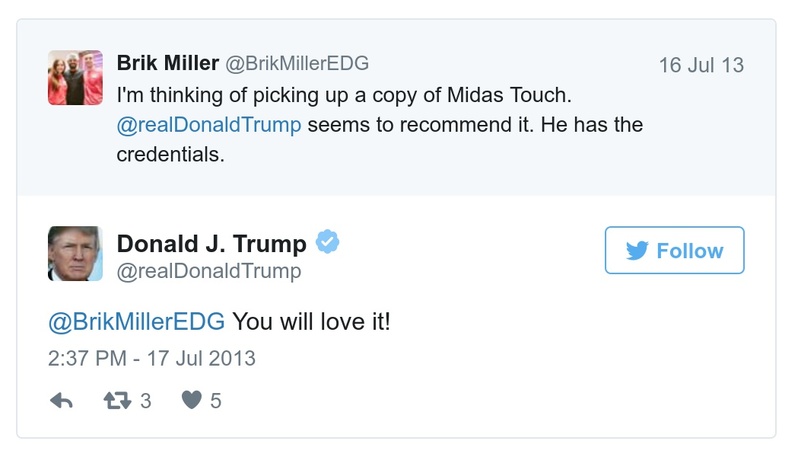 Brik Miller @BrikMillerEDG 16 Jul 13
I'm thinking of picking up a copy of Midas Touch.
@realDonaldTrump seems to recommend it. He has the
credentials.
Donald J. Trump
@realDonaldTrump
Follow
@BrikMillerEDG You will love it!
2:37 PM - 17 Jul 2013
3 5